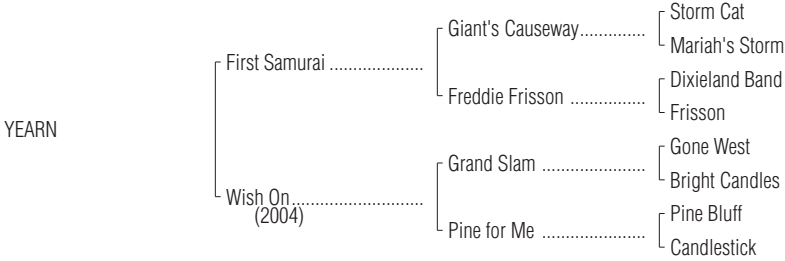 Storm Cat
Giant's Causeway..............
Mariah's Storm
First Samurai ....................
Dixieland Band
Freddie Frisson ................
Frisson
YEARN
Gone West
Grand Slam ......................
Bright Candles
Wish On............................
(2004)
Pine Bluff
Pine for Me ......................
Candlestick